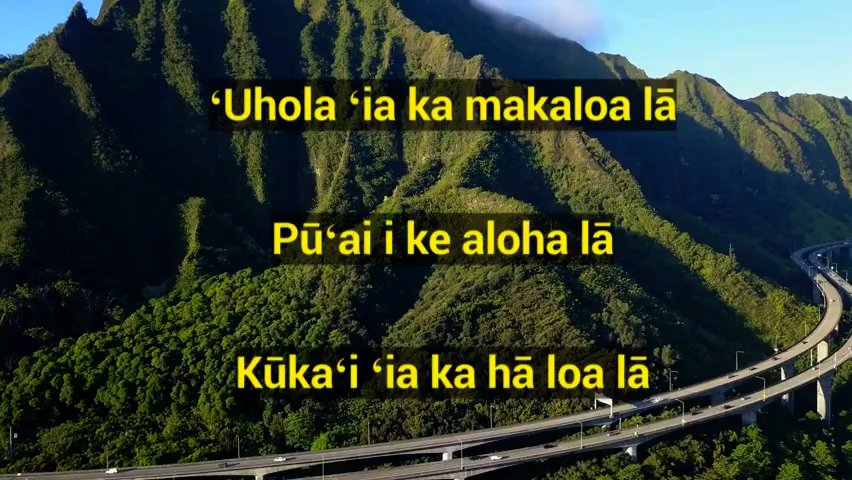 ʻUhola ʻia ka makaloa lā
Pūʻai i ke aloha lā
Kūkaʻi ʻia ka hā loa lā